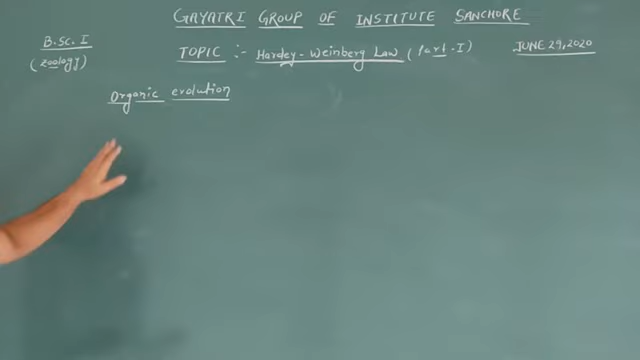 GAYATRI GROUP OF INSTITUTE SANCHORE
B.Sc. I
(Zoology)
TOPIC :- Hardey-Weinberg Law (Part-I)
JUNE 29, 2020
Organic evolution